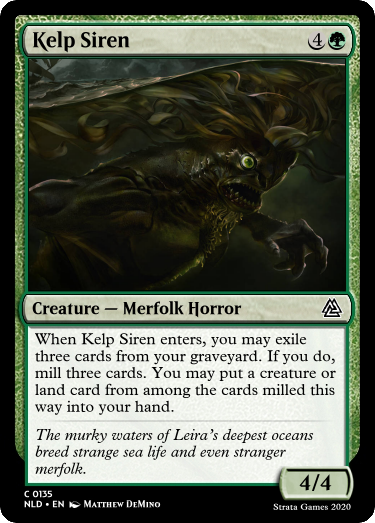 Kelp Siren 4
Creature — Merfolk Horror
When Kelp Siren enters, you may exile
three cards from your graveyard. If you do,
mill three cards. You may put a creature or
land card from among the cards milled this
way into your hand.
The murky waters of Leira's deepest oceans
breed strange sea life and even stranger
merfolk.
4/4
C 0135
NLD • EN Matthew DeMino
Strata Games 2020